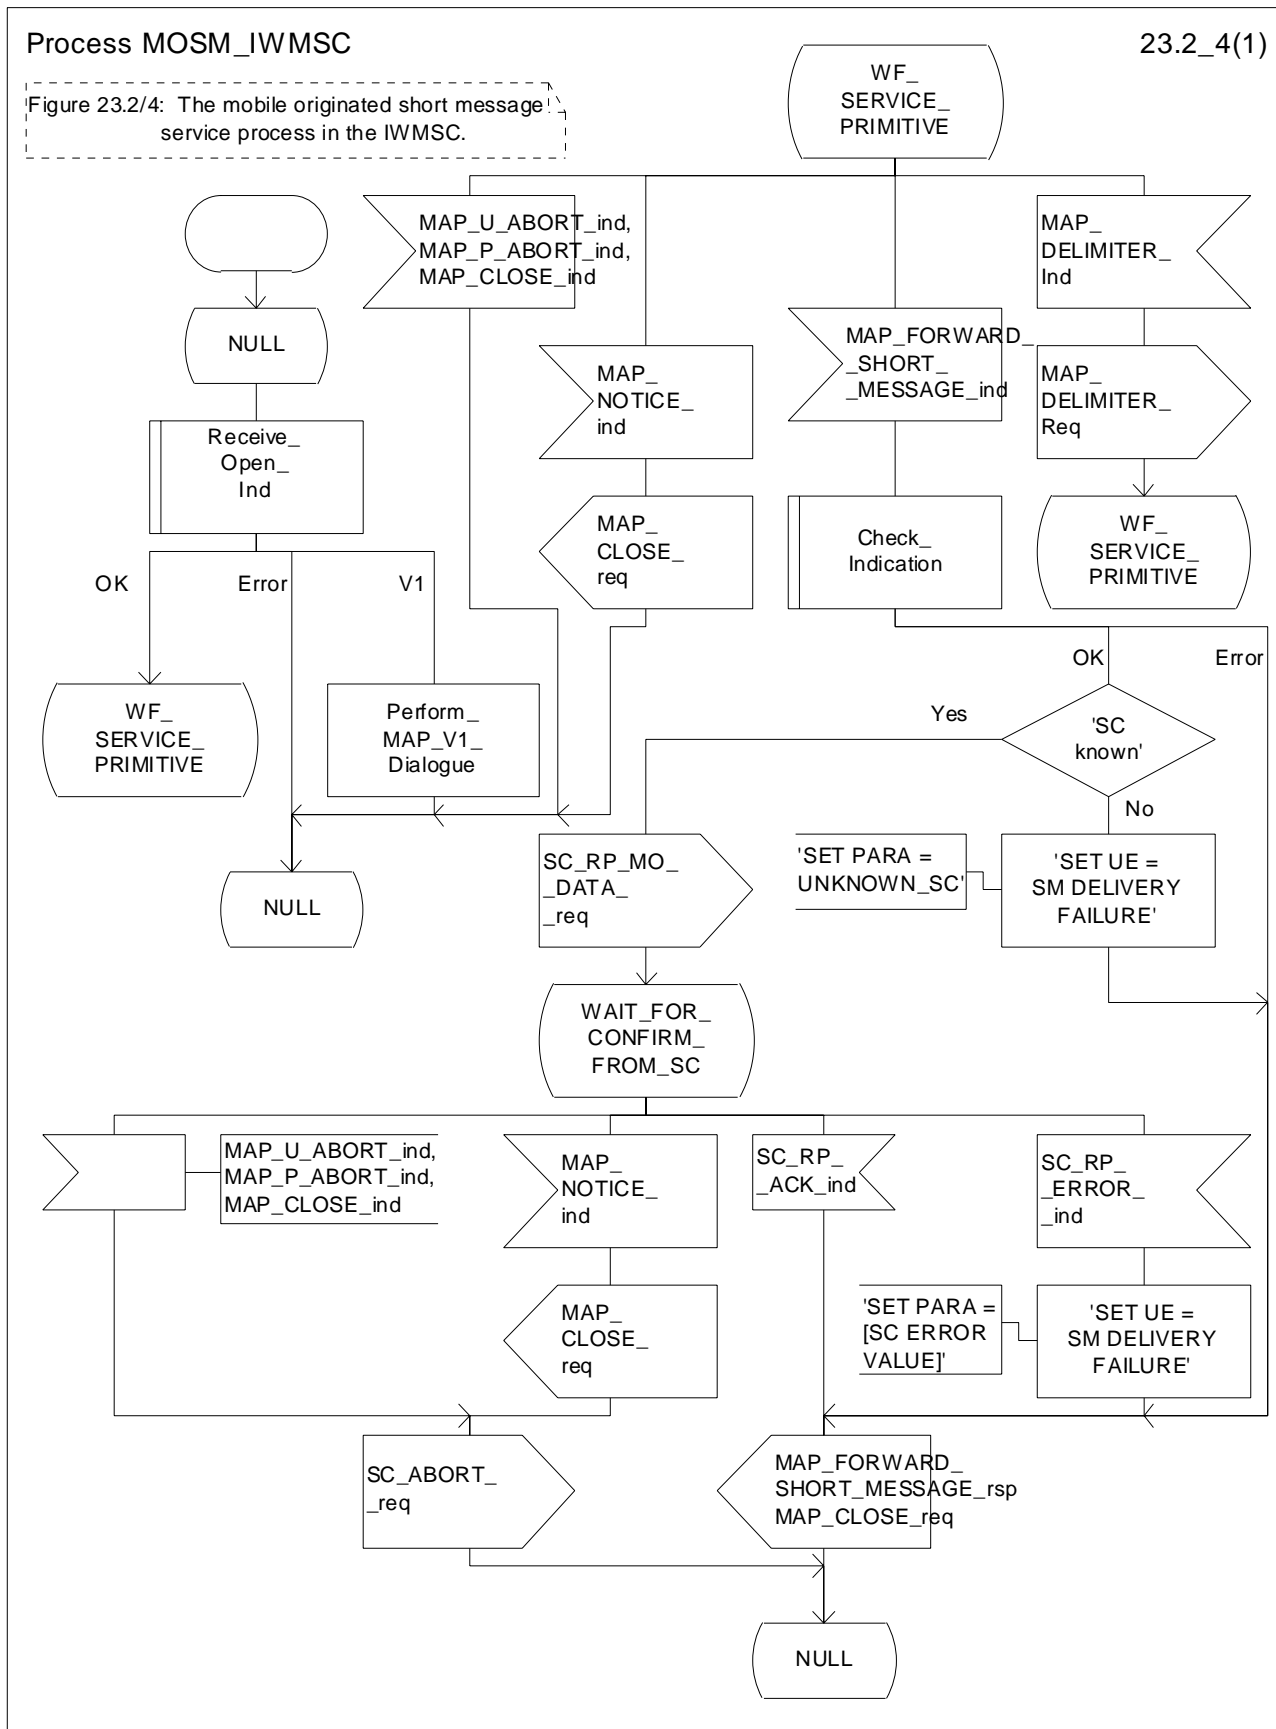 Process MOSM_IWMSC
23.2_4(1)
Figure 23.2/4: The mobile originated short message
service process in the IWMSC.
WF_
SERVICE_
PRIMITIVE
MAP_U_ABORT_ind,
MAP_P_ABORT_ind,
MAP_CLOSE_ind
MAP_
DELIMITER_
Ind
NULL
MAP_
NOTICE_
ind
MAP_FORWARD_
_SHORT_
_MESSAGE_ind
MAP_
DELIMITER_
Req
Receive_
Open_
Ind
MAP_
CLOSE_
req
Check_
Indication
WF_
SERVICE_
PRIMITIVE
OK
Error
V1
OK
Error
WF_
SERVICE_
PRIMITIVE
Perform_
MAP_V1_
Dialogue
Yes
'SC
known'
No
NULL
SC_RP_MO_
_DATA_
_req
'SET PARA =
UNKNOWN_SC'
'SET UE =
SM DELIVERY
FAILURE'
WAIT_FOR_
CONFIRM_
FROM_SC
MAP_U_ABORT_ind,
MAP_P_ABORT_ind,
MAP_CLOSE_ind
MAP_
NOTICE_
ind
SC_RP_
_ACK_ind
SC_RP_
_ERROR_
_ind
MAP_
CLOSE_
req
'SET PARA =
[SC ERROR
VALUE]'
'SET UE =
SM DELIVERY
FAILURE'
SC_ABORT_
_req
MAP_FORWARD_
SHORT_MESSAGE_rsp
MAP_CLOSE_req
NULL